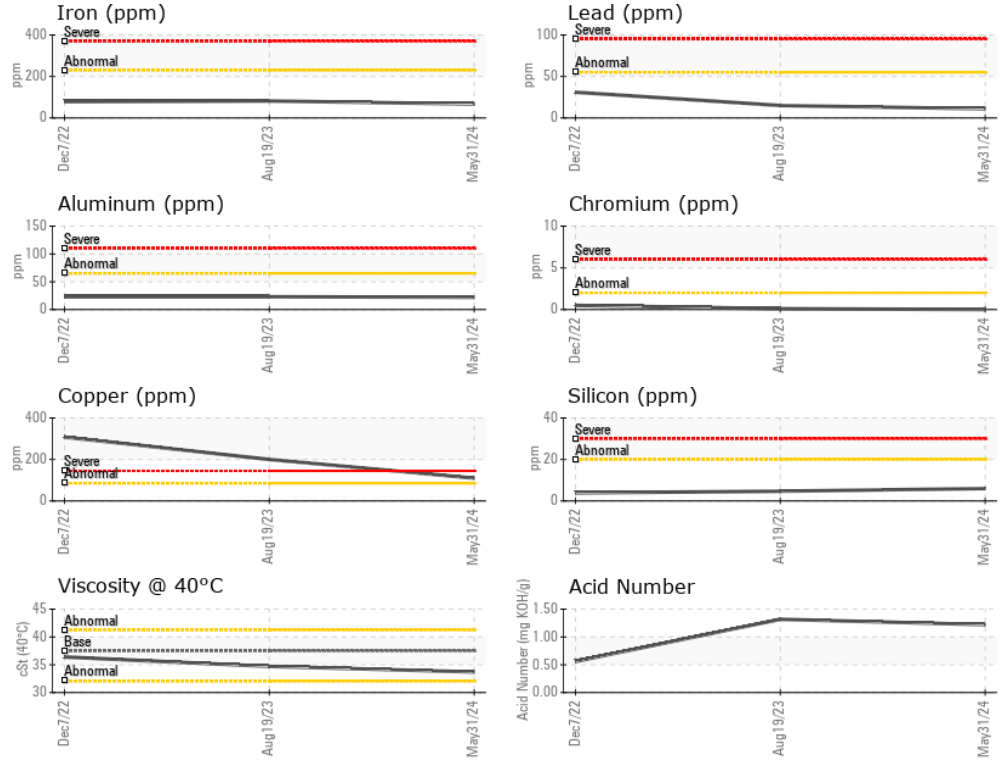 Iron (ppm)
400
200
0
ppm
Severe
Abnormal
Dec7/22
Aug19/23
May31/24
Lead (ppm)
100
50
0
ppm
Severe
Abnormal
Dec7/22
Aug19/23
May31/24
Aluminum (ppm)
150
100
50
0
ppm
Severe
Abnormal
Dec7/22
Aug19/23
May31/24
Chromium (ppm)
10
5
0
ppm
Severe
Abnormal
Dec7/22
Aug19/23
May31/24
Copper (ppm)
400
200
0
ppm
Severe
Abnormal
Dec7/22
Aug19/23
May31/24
Silicon (ppm)
40
20
0
ppm
Severe
Abnormal
Dec7/22
Aug19/23
May31/24
Viscosity @ 40°C
45
40
35
30
cSt (40°C)
Abnormal
Base
Abnormal
Dec7/22
Aug19/23
May31/24
Acid Number
1.50
1.00
0.50
0.00
Acid Number (mg KOH/g)
Dec7/22
Aug19/23
May31/24